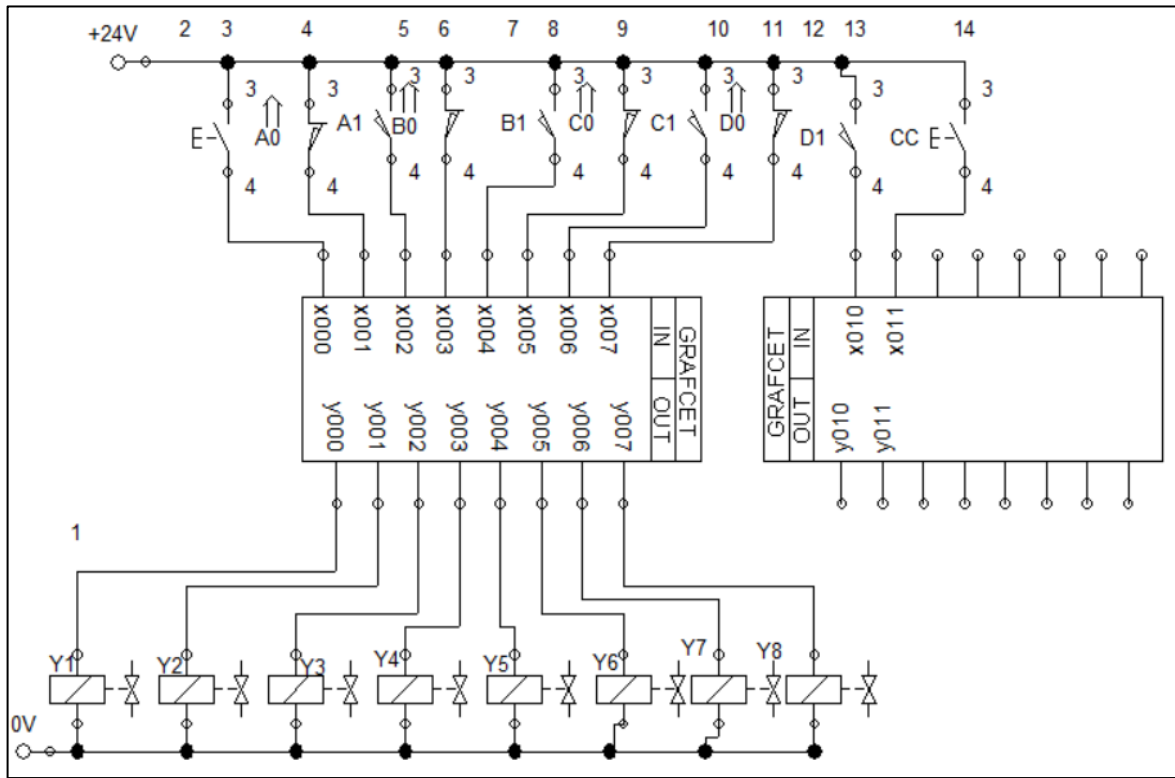 +24V 2 3 4 5 6 7 8 9 10 11 12 13 14
3 3 3 3 3 3 3 3 3 3
A0 A1 B0 B1 C0 C1 D0 D1 CC
4 4 4 4 4 4 4 4 4 4
x000 x001 x002 x003 x004 x005 x006 x007 IN GRAFCET
y000 y001 y002 y003 y004 y005 y006 y007 OUT
GRAFCET IN x010 x011
OUT y010 y011
1
Y1 Y2 Y3 Y4 Y5 Y6 Y7 Y8
0V